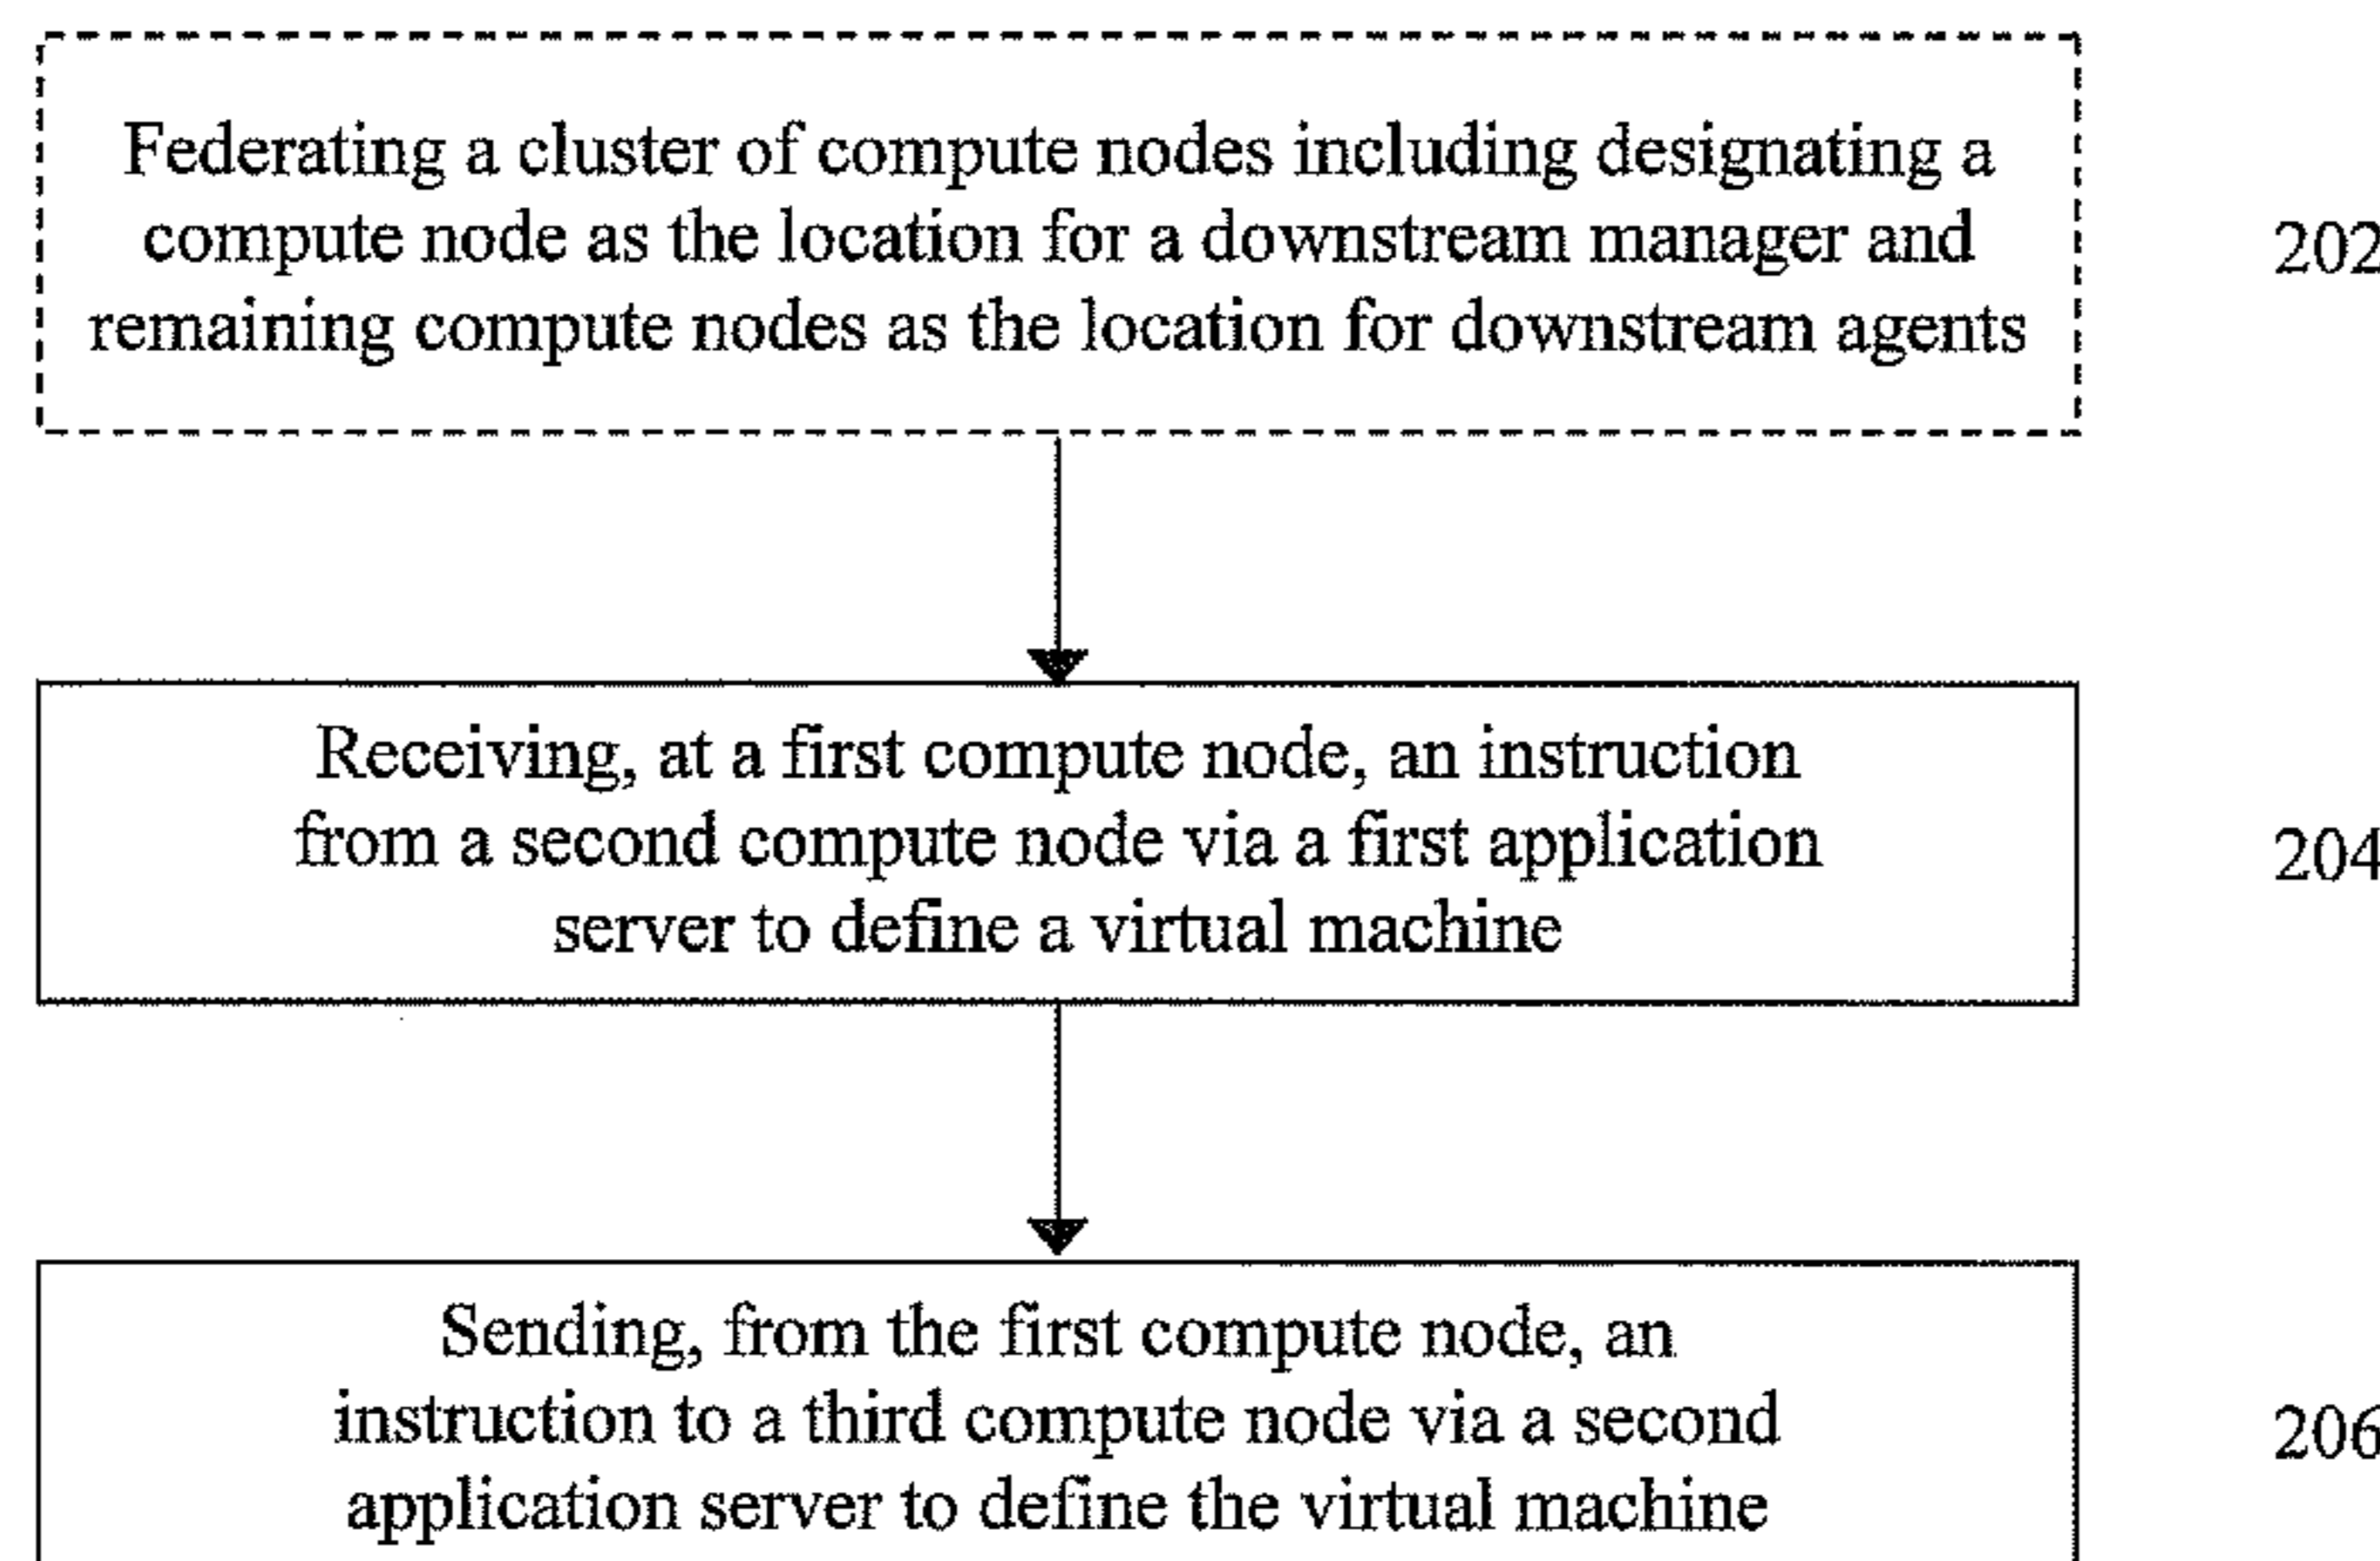 Federating a cluster of compute nodes including designating a
compute node as the location for a downstream manager and
remaining compute nodes as the location for downstream agents
202
Receiving, at a first compute node, an instruction
from a second compute node via a first application
server to define a virtual machine
204
Sending, from the first compute node, an
instruction to a third compute node via a second
application server to define the virtual machine
206